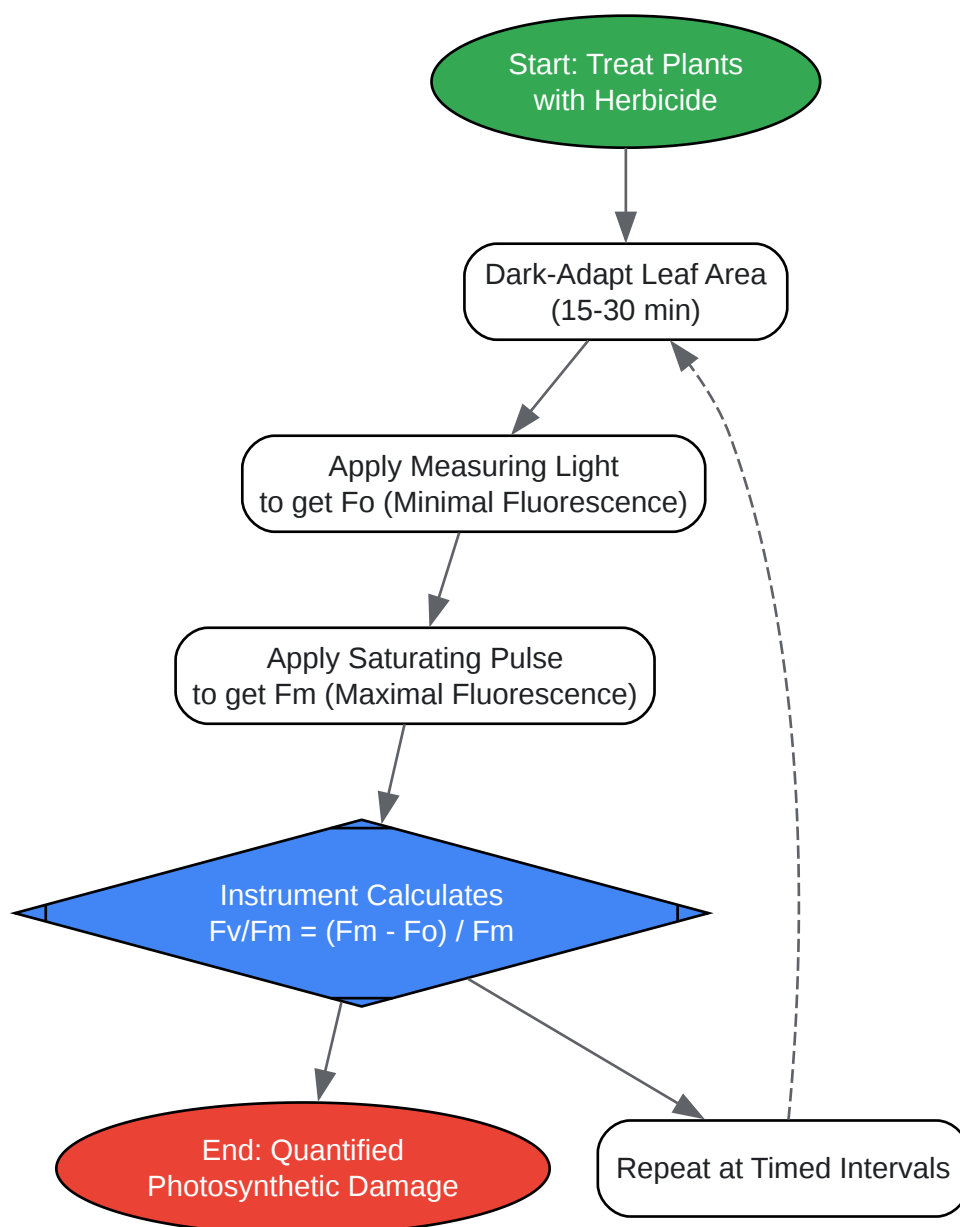 Start: Treat Plants
with Herbicide
Dark-Adapt Leaf Area
(15-30 min)
Apply Measuring Light
to get Fo (Minimal Fluorescence)
Apply Saturating Pulse
to get Fm (Maximal Fluorescence)
Instrument Calculates
Fv/Fm = (Fm - Fo) / Fm
End: Quantified
Photosynthetic Damage
Repeat at Timed Intervals